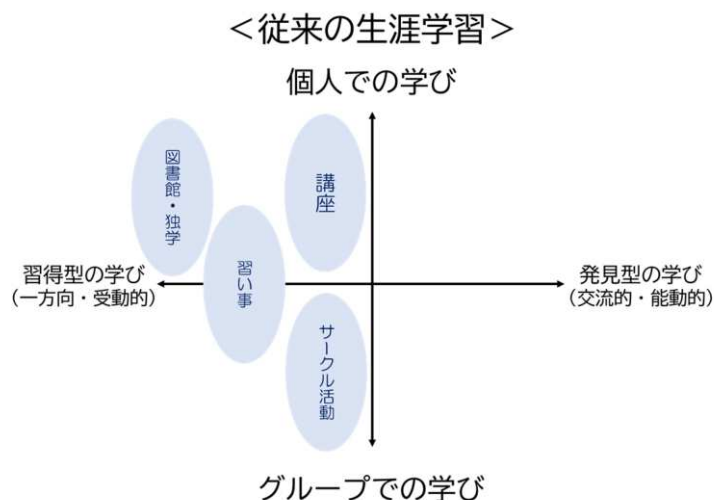 ＜従来の生涯学習＞
個人での学び
図書館・独学
講座
習い事
習得型の学び
（一方向・受動的）
発見型の学び
（交流的・能動的）
サークル活動
グループでの学び